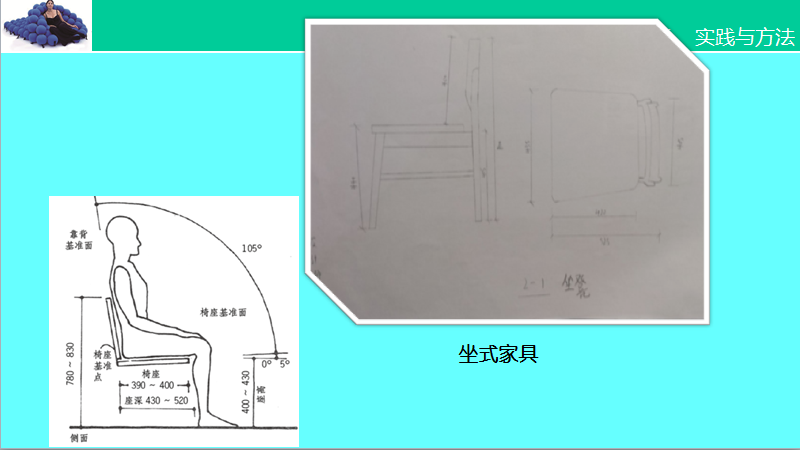 实践与方法
靠背
基准面
105°
椅座基准面
780～830
椅座
基准
点
椅座
390～400
座深 430～520
0° 5°
400～430
座高
侧面
2-1
坐式家具